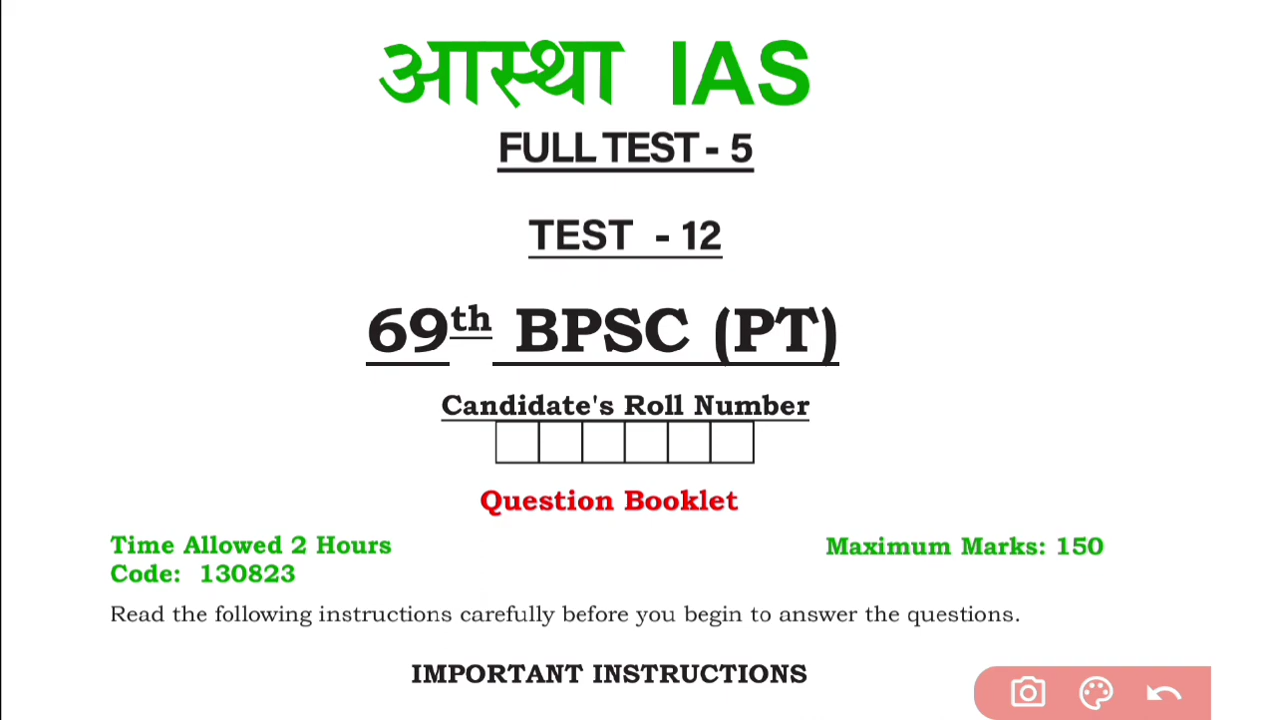 आस्था IAS
FULL TEST - 5
TEST - 12
69th BPSC (PT)
Candidate's Roll Number
Question Booklet
Time Allowed 2 Hours
Maximum Marks: 150
Code: 130823
Read the following instructions carefully before you begin to answer the questions.
IMPORTANT INSTRUCTIONS